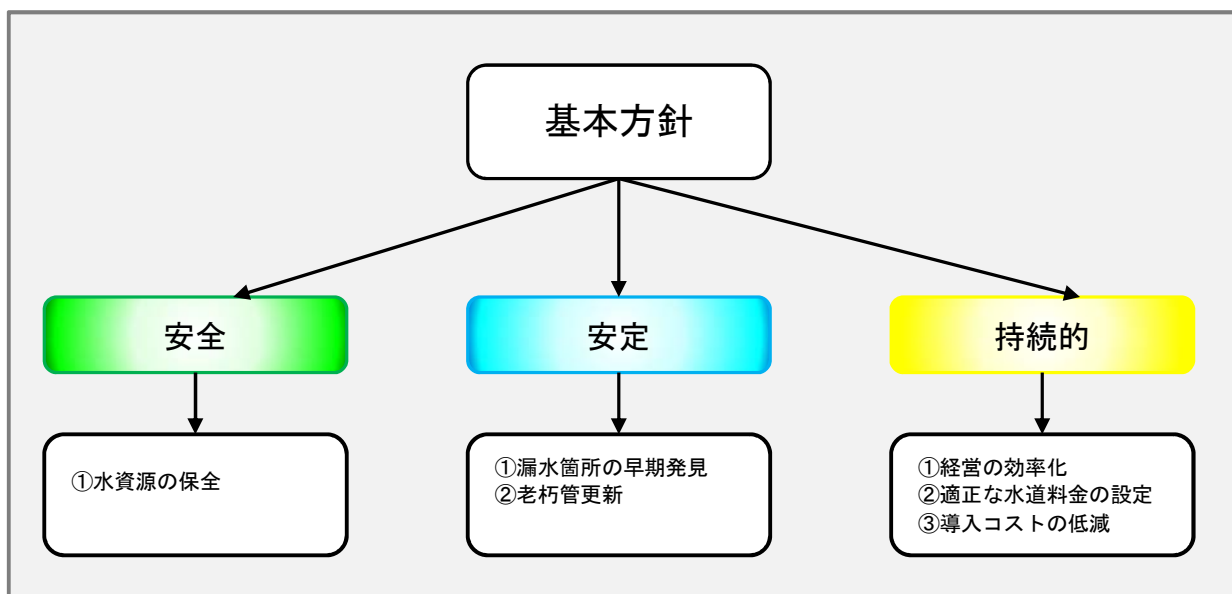 基本方針
安全
安定
持続的
①水資源の保全
①漏水箇所の早期発見
②老朽管更新
①経営の効率化
②適正な水道料金の設定
③導入コストの低減